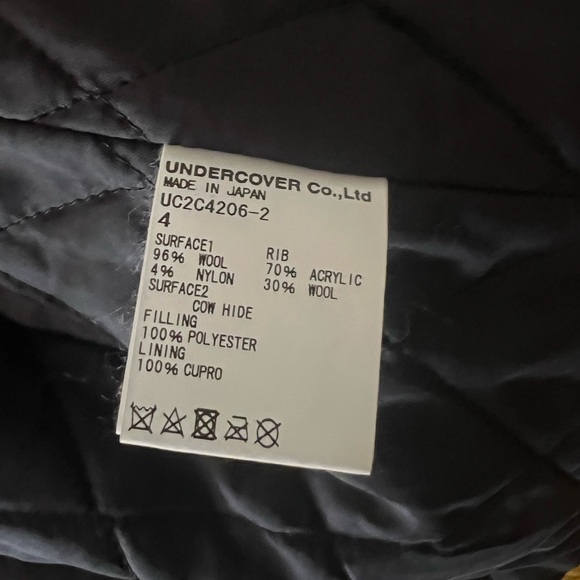 UNDERCOVER Co.,Ltd
MADE IN JAPAN
UC2C4206-2
4
SURFACE1
96% WOOL
4% NYLON
SURFACE2
COW HIDE
FILLING
100% POLYESTER
LINING
100% CUPRO
RIB
70% ACRYLIC
30% WOOL